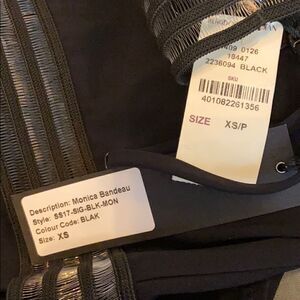 0126
18447
2236094 BLACK
SKU
401082261356
SIZE XS/P
Description: Monica Bandeau
Style: SS17-SIG-BLK-MON
Colour Code: BLAK
Size: XS